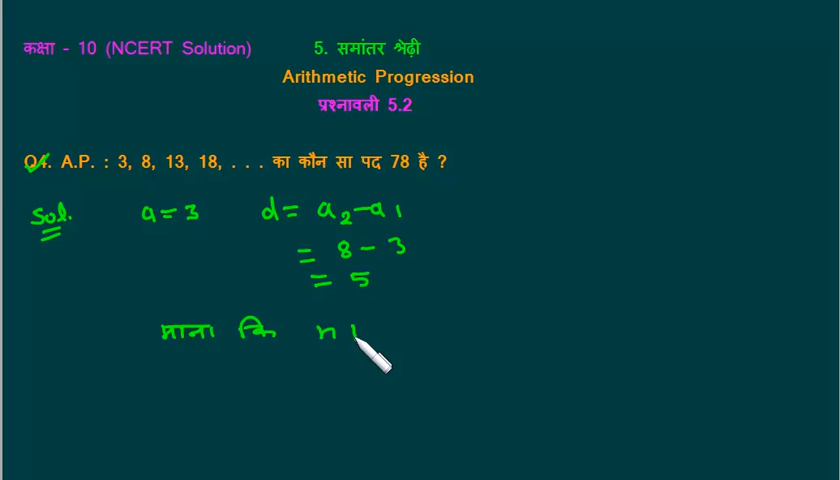 कक्षा - 10 (NCERT Solution) 5. समांतर श्रेढ़ी
Arithmetic Progression
प्रश्नावली 5.2
Q4. A.P. : 3, 8, 13, 18, . . . का कौन सा पद 78 है ?
Sol. a = 3 d = a₂ - a₁
= 8 - 3
= 5
माना कि n